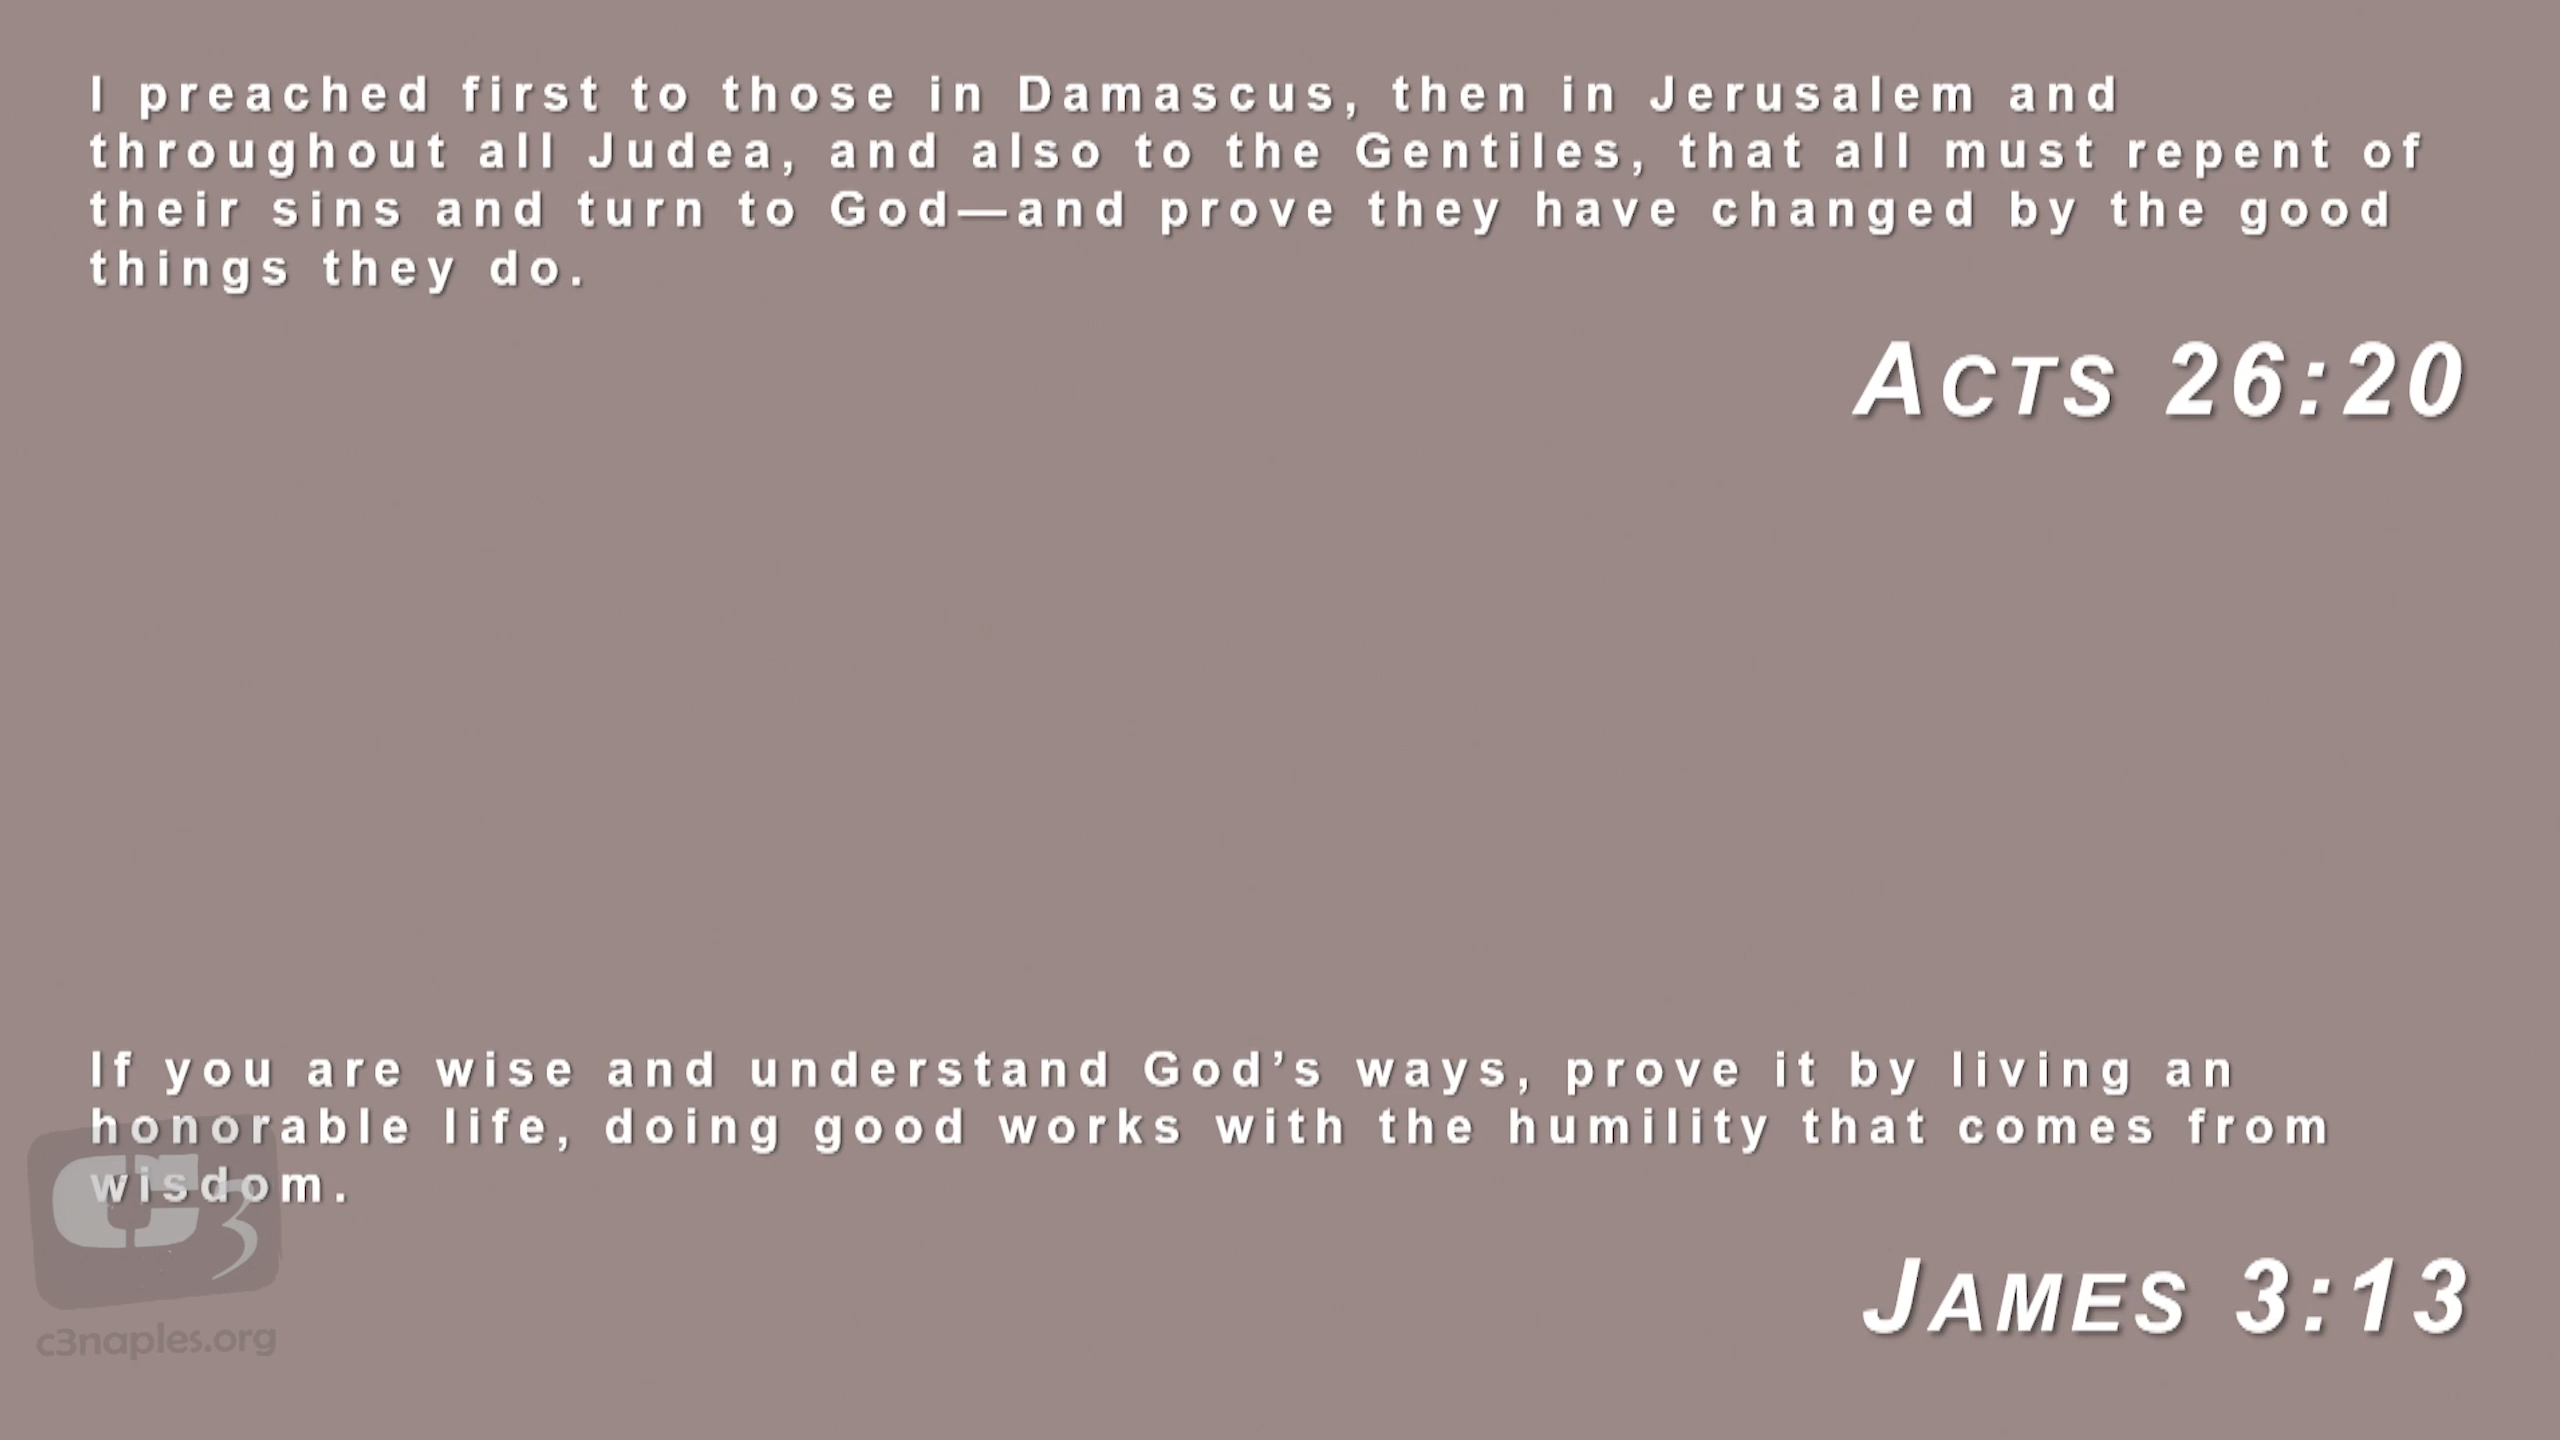 I preached first to those in Damascus, then in Jerusalem and
throughout all Judea, and also to the Gentiles, that all must repent of
their sins and turn to God—and prove they have changed by the good
things they do.
ACTS 26:20
If you are wise and understand God’s ways, prove it by living an
honorable life, doing good works with the humility that comes from
wisdom.
C3
c3naples.org
JAMES 3:13